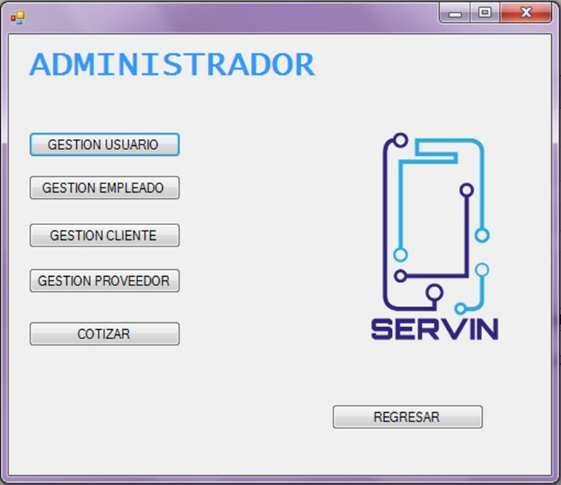 ADMINISTRADOR
GESTION USUARIO
GESTION EMPLEADO
GESTION CLIENTE
GESTION PROVEEDOR
COTIZAR
SERVIN
REGRESAR